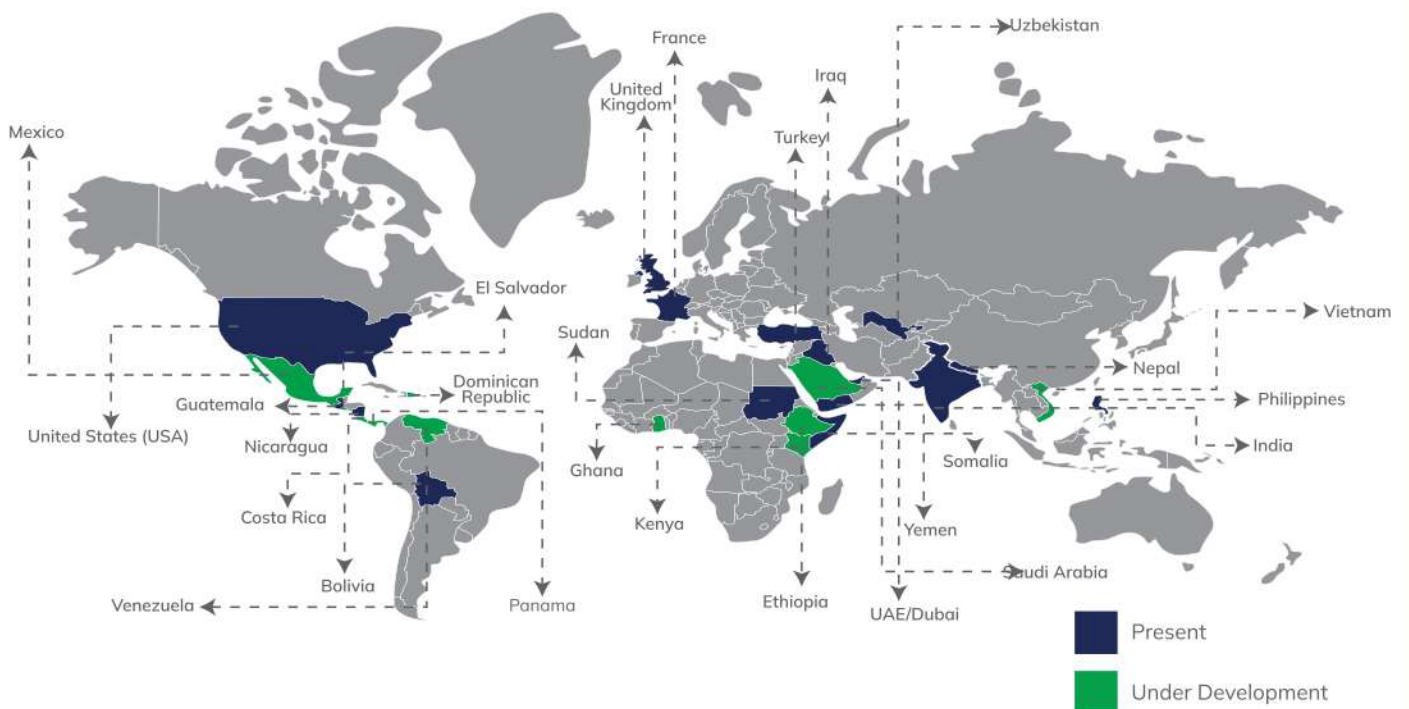 Uzbekistan
France
Iraq
United
Kingdom
Mexico
Turkey
El Salvador
Vietnam
Sudan
Nepal
Dominican
Republic
Guatemala
Philippines
United States (USA)
Nicaragua
India
Ghana
Somalia
Costa Rica
Kenya
Yemen
Saudi Arabia
Bolivia
Panama
Ethiopia
Venezuela
UAE/Dubai
Present
Under Development